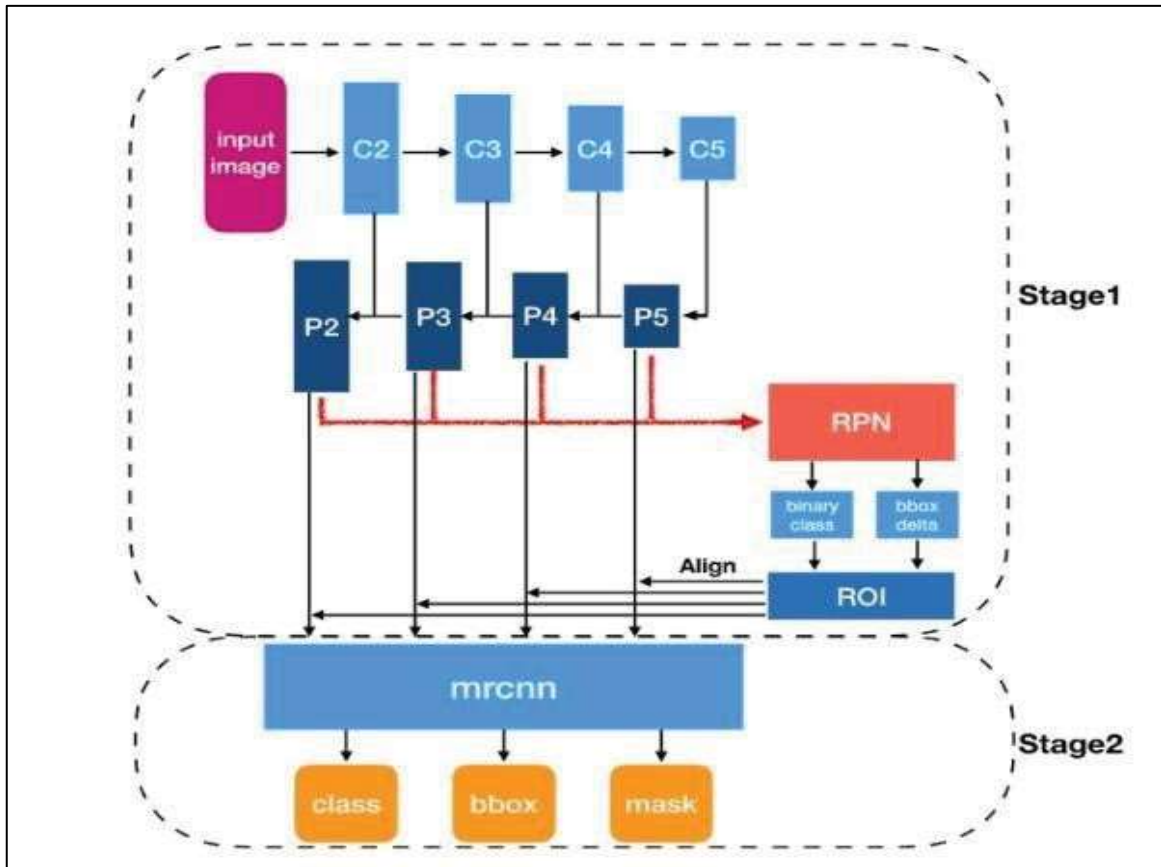 input
image
C2
C3
C4
C5
P2
P3
P4
P5
Stage1
RPN
binary
class
bbox
delta
Align
ROI
mrcnn
Stage2
class
bbox
mask